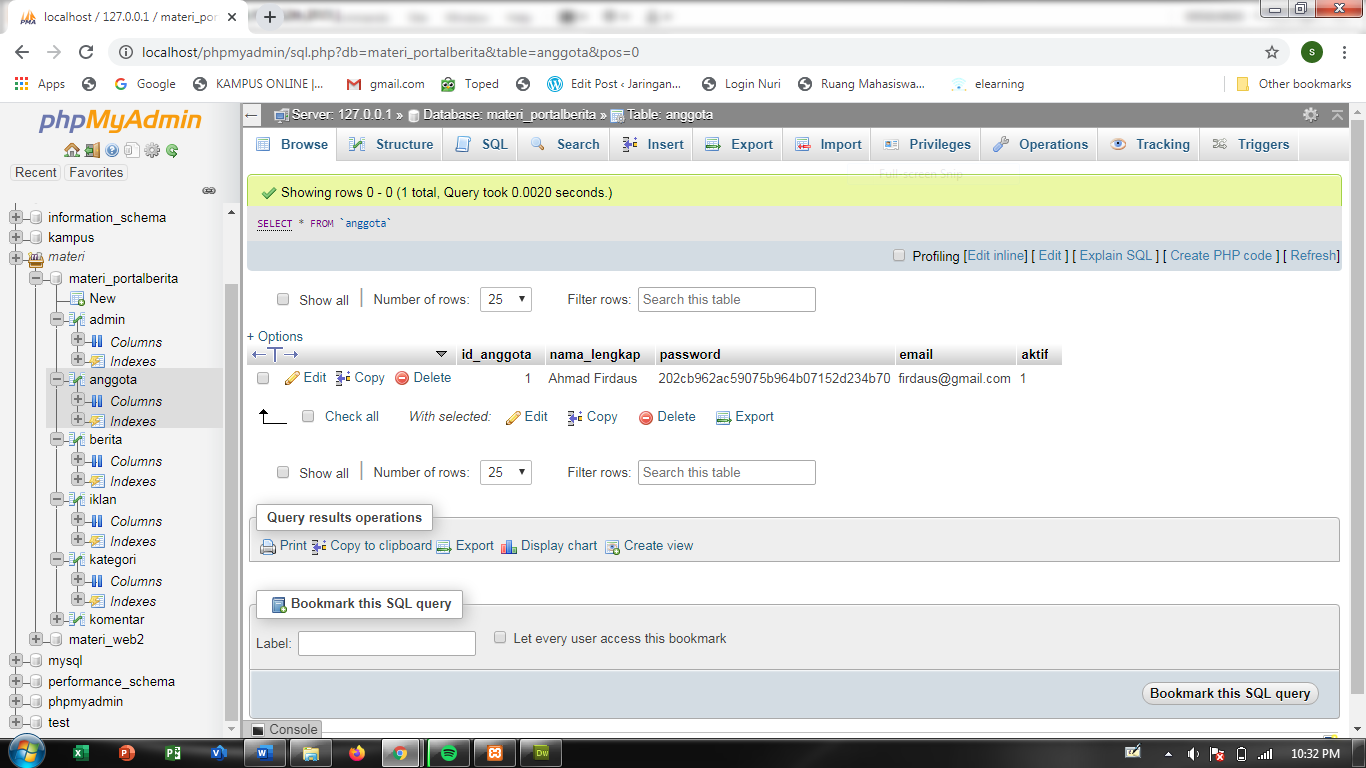 localhost / 127.0.0.1 / materi_por
localhost/phpmyadmin/sql.php?db=materi_portalberita&table=anggota&pos=0
s
Apps Google KAMPUS ONLINE |... gmail.com Toped Edit Post ‹ Jaringan... Login Nuri Ruang Mahasiswa... elearning Other bookmarks
phpMyAdmin
Recent Favorites
information_schema
kampus
materi
materi_portalberita
New
admin
Columns
Indexes
anggota
Columns
Indexes
berita
Columns
Indexes
iklan
Columns
Indexes
kategori
Columns
Indexes
komentar
materi_web2
mysql
performance_schema
phpmyadmin
test
Server: 127.0.0.1 » Database: materi_portalberita » Table: anggota
Browse Structure SQL Search Insert Export Import Privileges Operations Tracking Triggers
Full-screen Snip
Showing rows 0 - 0 (1 total, Query took 0.0020 seconds.)
SELECT * FROM `anggota`
Profiling [Edit inline] [ Edit ] [ Explain SQL ] [ Create PHP code ] [ Refresh]
Show all | Number of rows: 25 Filter rows: Search this table
+ Options
←T→ id_anggota nama_lengkap password email aktif
Edit Copy Delete 1 Ahmad Firdaus 202cb962ac59075b964b07152d234b70 firdaus@gmail.com 1
Check all With selected: Edit Copy Delete Export
Show all | Number of rows: 25 Filter rows: Search this table
Query results operations
Print Copy to clipboard Export Display chart Create view
Bookmark this SQL query
Label: Let every user access this bookmark
Bookmark this SQL query
Console
10:32 PM